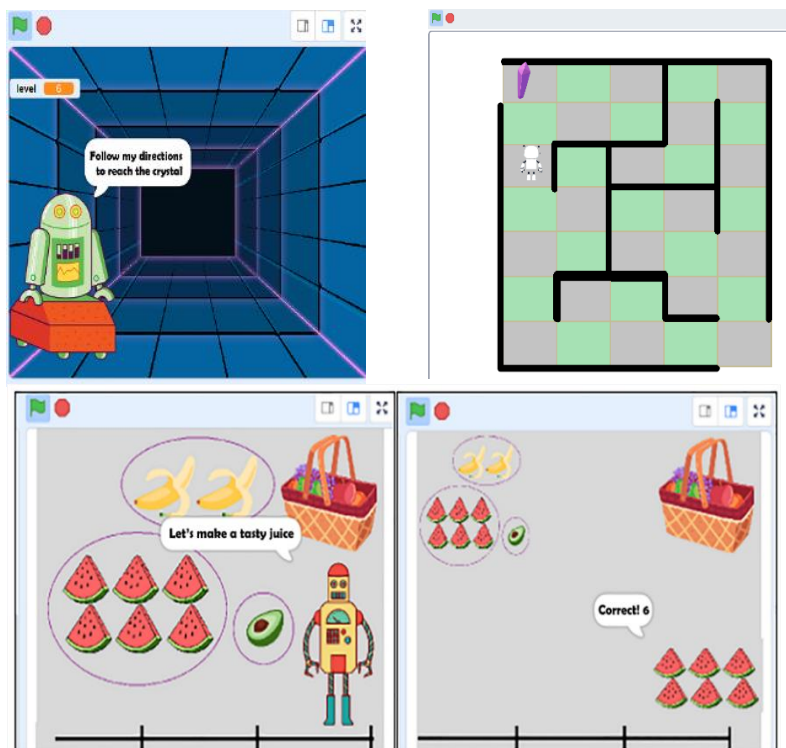 level 6
Follow my directions
to reach the crystal
Let's make a tasty juice
Correct! 6